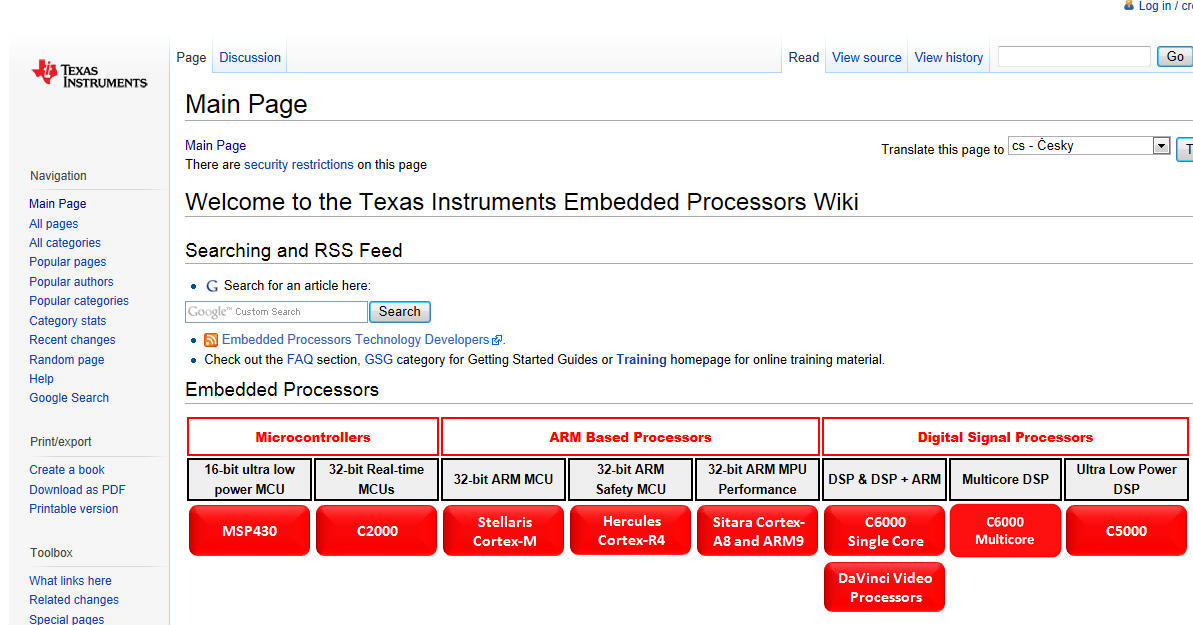 Log in / cr
TEXAS
INSTRUMENTS
Page
Discussion
Read
View source
View history
Go
Main Page
Main Page
There are security restrictions on this page
Translate this page to
cs - Česky
T
Navigation
Main Page
All pages
All categories
Popular pages
Popular authors
Popular categories
Category stats
Recent changes
Random page
Help
Google Search
Print/export
Create a book
Download as PDF
Printable version
Toolbox
What links here
Related changes
Special pages
Welcome to the Texas Instruments Embedded Processors Wiki
Searching and RSS Feed
G Search for an article here:
Google™ Custom Search
Search
Embedded Processors Technology Developers.
Check out the FAQ section, GSG category for Getting Started Guides or Training homepage for online training material.
Embedded Processors
Microcontrollers
ARM Based Processors
Digital Signal Processors
16-bit ultra low
power MCU
32-bit Real-time
MCUs
32-bit ARM MCU
32-bit ARM
Safety MCU
32-bit ARM MPU
Performance
DSP & DSP + ARM
Multicore DSP
Ultra Low Power
DSP
MSP430
C2000
Stellaris
Cortex-M
Hercules
Cortex-R4
Sitara Cortex-
A8 and ARM9
C6000
Single Core
C6000
Multicore
C5000
DaVinci Video
Processors